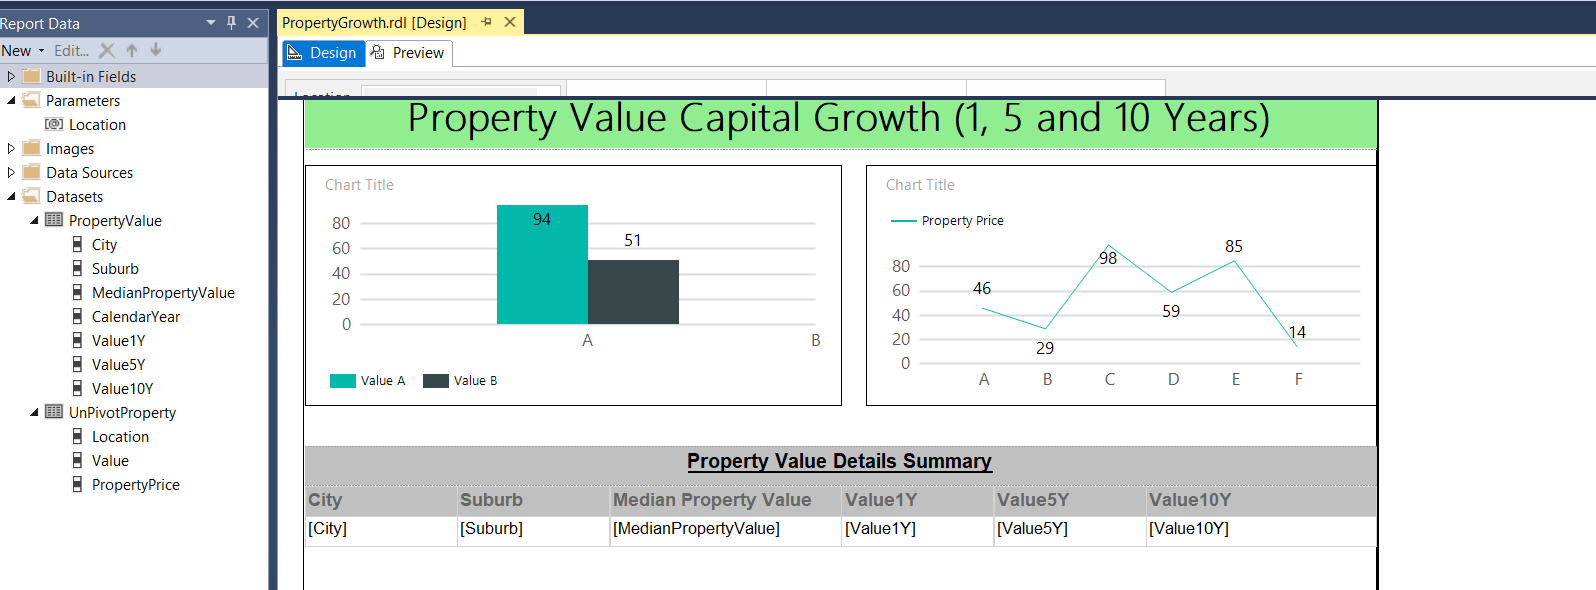 Report Data
New Edit...
Built-in Fields
Parameters
Location
Images
Data Sources
Datasets
PropertyValue
City
Suburb
MedianPropertyValue
CalendarYear
Value1Y
Value5Y
Value10Y
UnPivotProperty
Location
Value
PropertyPrice
PropertyGrowth.rdl [Design]
Design Preview
Location
Property Value Capital Growth (1, 5 and 10 Years)
Chart Title
80
60
40
20
0
94
51
A B
Value A Value B
Chart Title
Property Price
80
60
40
20
0
46
29
98
59
85
14
A B C D E F
Property Value Details Summary
City Suburb Median Property Value Value1Y Value5Y Value10Y
[City] [Suburb] [MedianPropertyValue] [Value1Y] [Value5Y] [Value10Y]